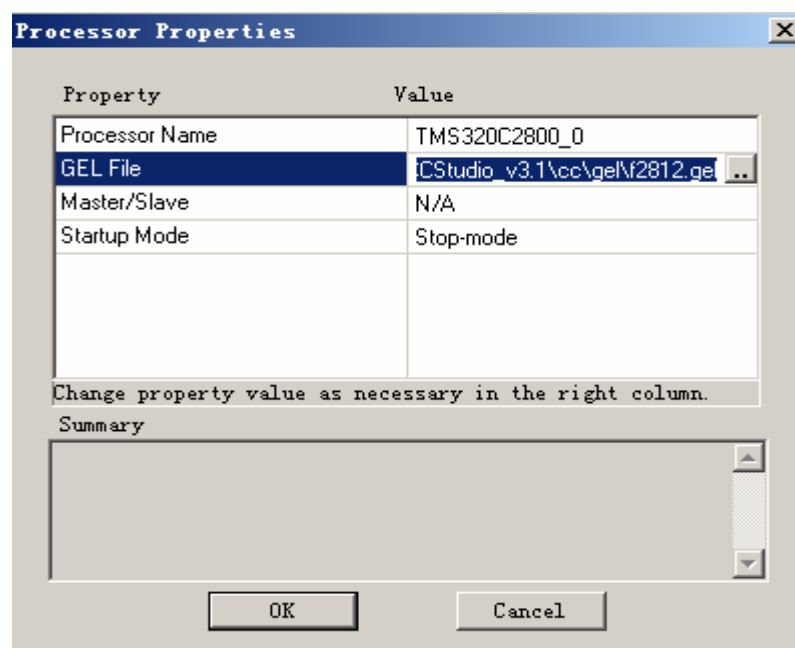 Processor Properties
Property Value
Processor Name TMS320C2800_0
GEL File CStudio_v3.1\cc\gel\f2812.gel ..
Master/Slave N/A
Startup Mode Stop-mode
Change property value as necessary in the right column.
Summary
OK Cancel